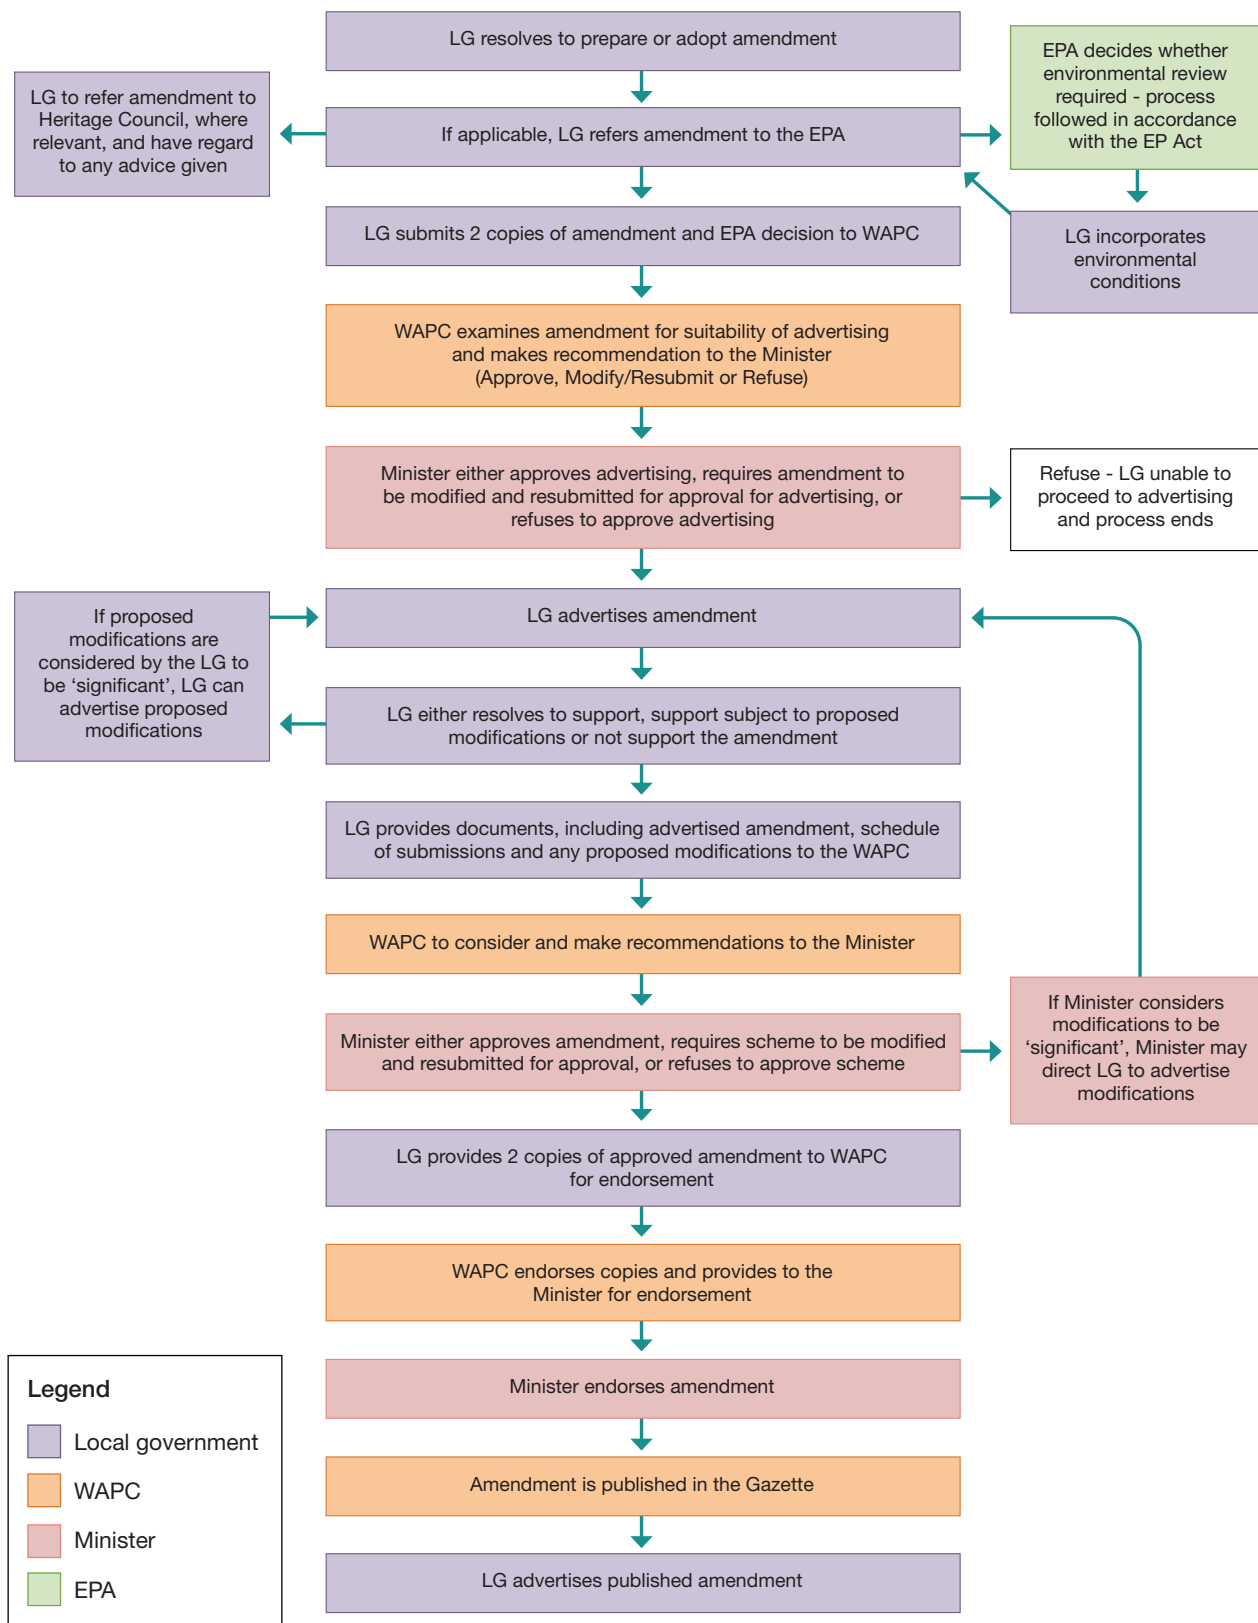 LG resolves to prepare or adopt amendment
LG to refer amendment to
Heritage Council, where
relevant, and have regard
to any advice given
If applicable, LG refers amendment to the EPA
EPA decides whether
environmental review
required - process
followed in accordance
with the EP Act
LG incorporates
environmental
conditions
LG submits 2 copies of amendment and EPA decision to WAPC
WAPC examines amendment for suitability of advertising
and makes recommendation to the Minister
(Approve, Modify/Resubmit or Refuse)
Minister either approves advertising, requires amendment to
be modified and resubmitted for approval for advertising, or
refuses to approve advertising
Refuse - LG unable to
proceed to advertising
and process ends
LG advertises amendment
If proposed
modifications are
considered by the LG to
be ‘significant’, LG can
advertise proposed
modifications
LG either resolves to support, support subject to proposed
modifications or not support the amendment
LG provides documents, including advertised amendment, schedule
of submissions and any proposed modifications to the WAPC
WAPC to consider and make recommendations to the Minister
Minister either approves amendment, requires scheme to be modified
and resubmitted for approval, or refuses to approve scheme
If Minister considers
modifications to be
‘significant’, Minister may
direct LG to advertise
modifications
LG provides 2 copies of approved amendment to WAPC
for endorsement
WAPC endorses copies and provides to the
Minister for endorsement
Minister endorses amendment
Amendment is published in the Gazette
LG advertises published amendment
Legend
Local government
WAPC
Minister
EPA